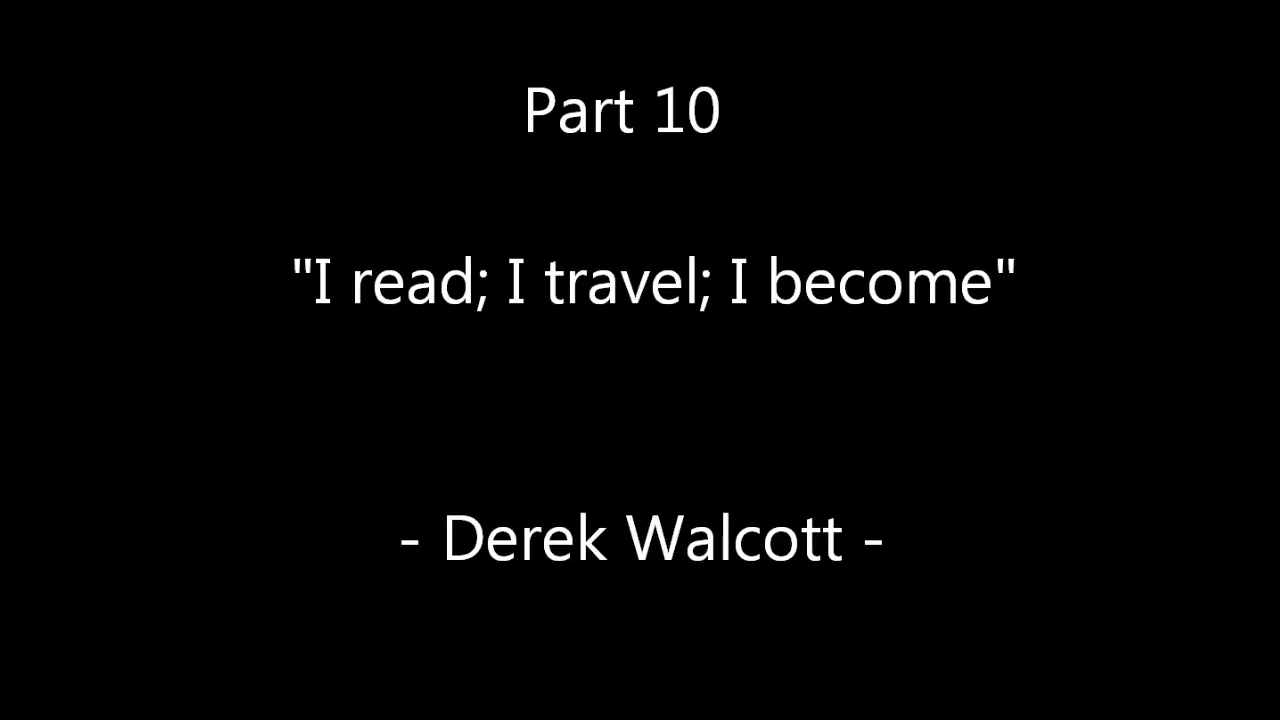 Part 10
"I read; I travel; I become"
- Derek Walcott -